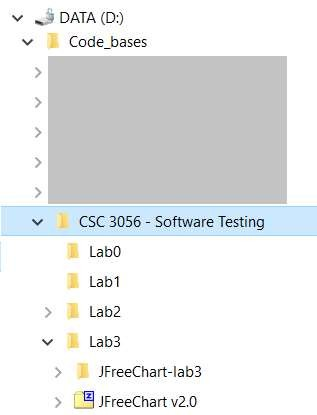 DATA (D:)
Code_bases
CSC 3056 - Software Testing
Lab0
Lab1
Lab2
Lab3
JFreeChart-lab3
JFreeChart v2.0